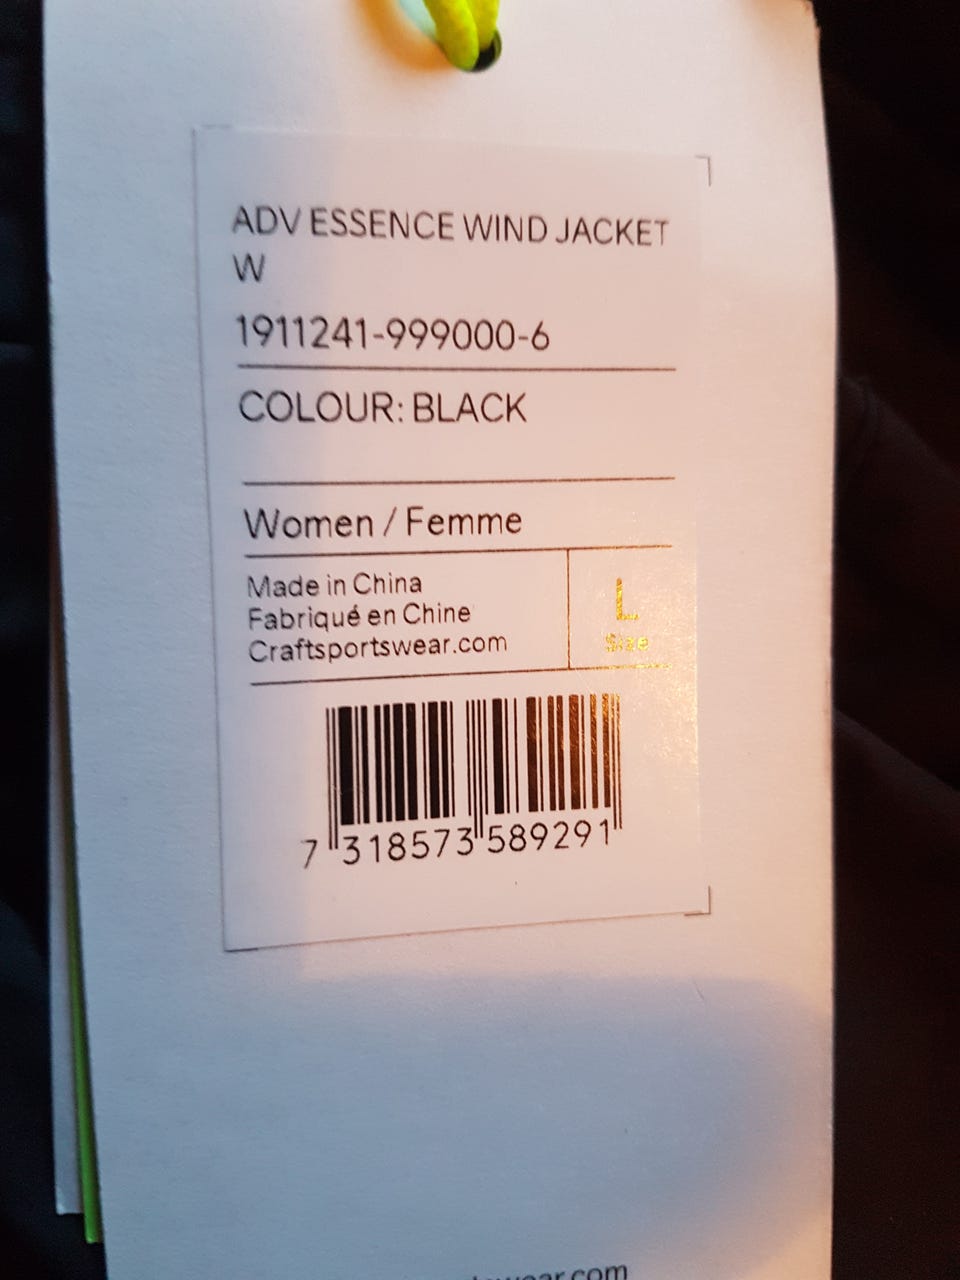 ADV ESSENCE WIND JACKET
W
1911241-999000-6
COLOUR: BLACK
Women / Femme
Made in China
Fabriqué en Chine
Craftsportswear.com
L
Size
7 318573 589291